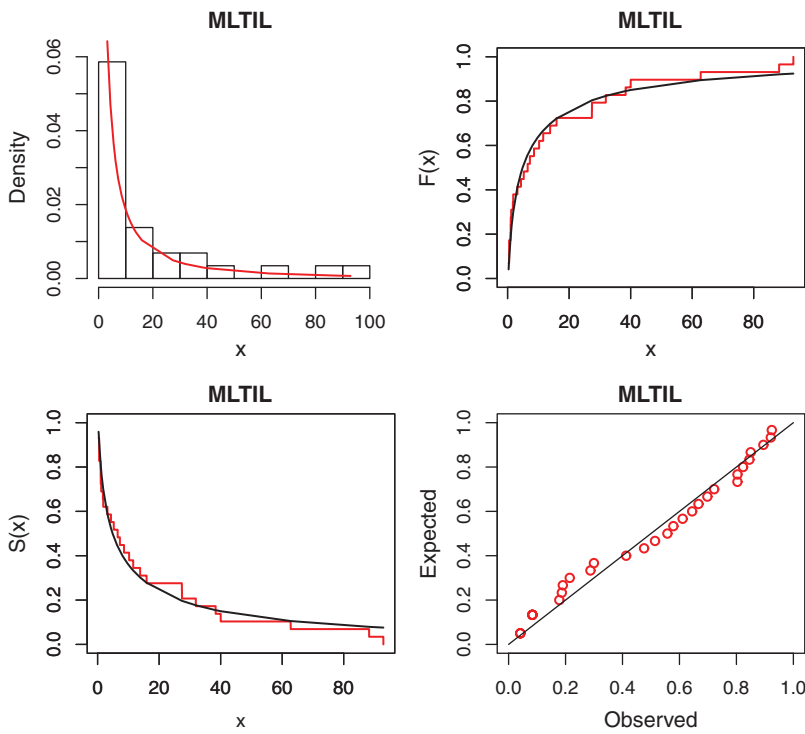 MLTIL
Density
0.00 0.02 0.04 0.06
0 20 40 60 80 100
x
MLTIL
F(x)
0.0 0.2 0.4 0.6 0.8 1.0
0 20 40 60 80
x
MLTIL
S(x)
0.0 0.2 0.4 0.6 0.8 1.0
0 20 40 60 80
x
MLTIL
Expected
0.0 0.2 0.4 0.6 0.8 1.0
0.0 0.2 0.4 0.6 0.8 1.0
Observed